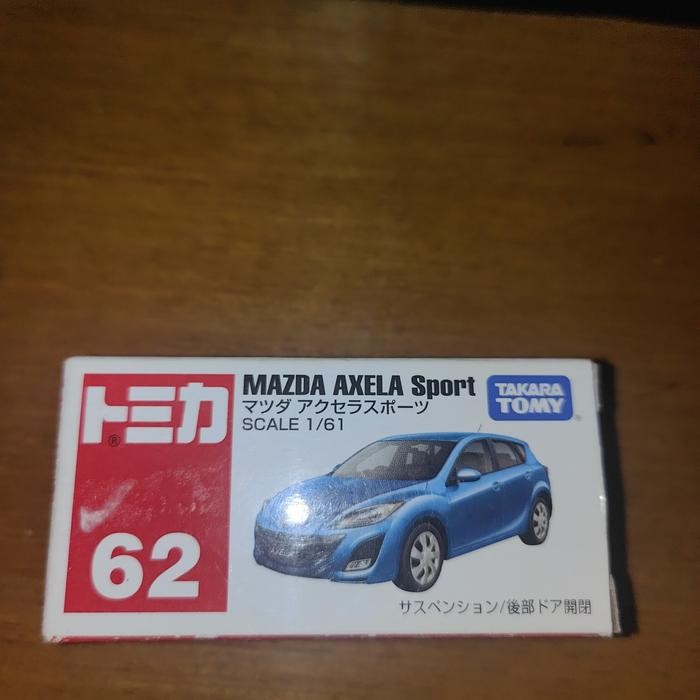 トミカ®
62
MAZDA AXELA Sport
マツダ アクセラスポーツ
SCALE 1/61
TAKARA
TOMY®
サスペンション/後部ドア開閉